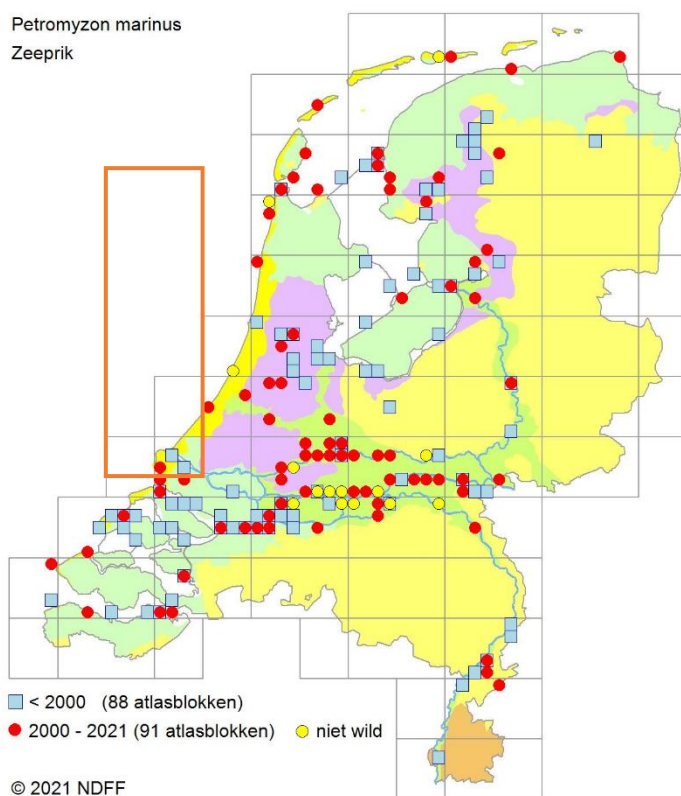 Petromyzon marinus
Zeeprik
< 2000 (88 atlasblokken)
2000 - 2021 (91 atlasblokken) niet wild
© 2021 NDFF